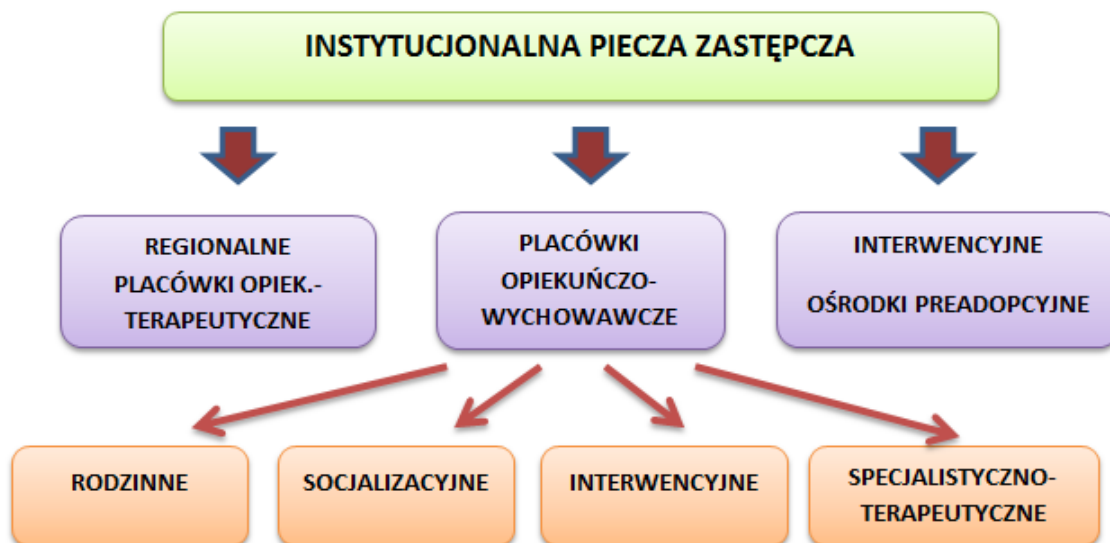 INSTYTUCJONALNA PIECZA ZASTĘPCZA
REGIONALNE
PLACÓWKI OPIEK.-
TERAPEUTYCZNE
PLACÓWKI
OPIEKUŃCZO-
WYCHOWAWCZE
INTERWENCYJNE
OŚRODKI PREADOPCYJNE
RODZINNE
SOCJALIZACYJNE
INTERWENCYJNE
SPECJALISTYCZNO-
TERAPEUTYCZNE